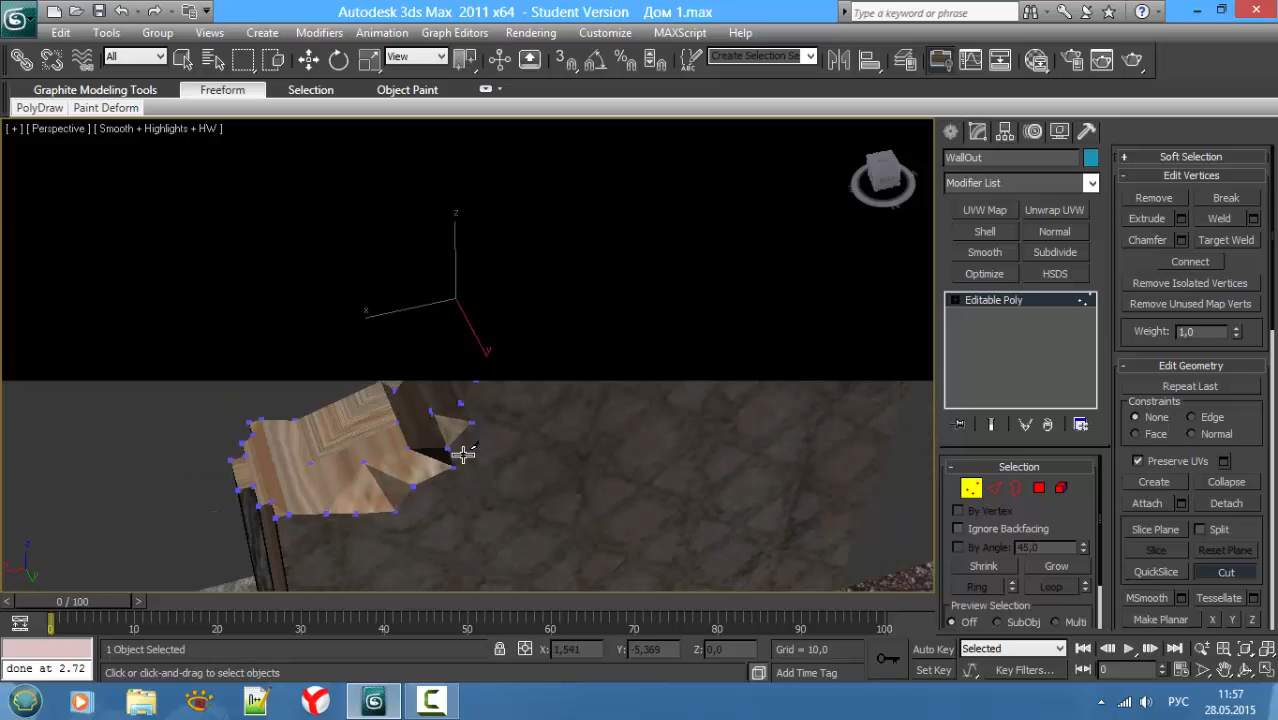 Autodesk 3ds Max 2011 x64 - Student Version Дом 1.max
Type a keyword or phrase
Edit Tools Group Views Create Modifiers Animation Graph Editors Rendering Customize MAXScript Help
All View Create Selection Se
Graphite Modeling Tools Freeform Selection Object Paint
PolyDraw Paint Deform
[ + ] [ Perspective ] [ Smooth + Highlights + HW ]
z
x
y
WallOut
Modifier List
UVW Map Unwrap UVW
Shell Normal
Smooth Subdivide
Optimize HSDS
Editable Poly
Selection
By Vertex
Ignore Backfacing
By Angle: 45,0
Shrink Grow
Ring Loop
Preview Selection
Off SubObj Multi
Soft Selection
Edit Vertices
Remove Break
Extrude Weld
Chamfer Target Weld
Connect
Remove Isolated Vertices
Remove Unused Map Verts
Weight: 1,0
Edit Geometry
Repeat Last
Constraints
None Edge
Face Normal
Preserve UVs
Create Collapse
Attach Detach
Slice Plane Split
Slice Reset Plane
QuickSlice Cut
MSmooth Tessellate
Make Planar X Y Z
0 / 100
0 10 20 30 40 50 60 70 80 90 100
1 Object Selected X: 1,541 Y: -5,369 Z: 0,0 Grid = 10,0 Auto Key Selected
done at 2.72 Click or click-and-drag to select objects Add Time Tag Set Key Key Filters... 0
РУС 11:57
28.05.2015